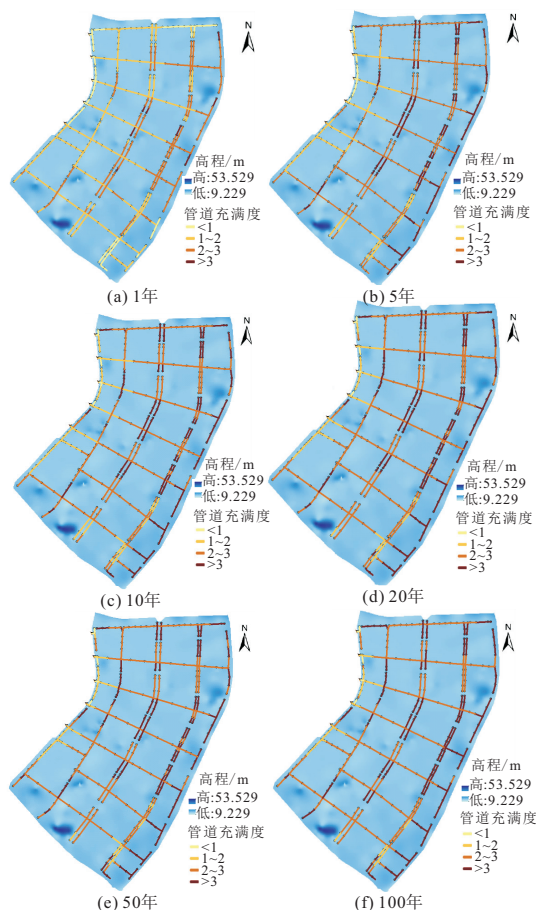 N
N
高程/m
高:53.529
低:9.229
管道充满度
<1
1~2
2~3
>3
(a) 1年
高程/m
高:53.529
低:9.229
管道充满度
<1
1~2
2~3
>3
(b) 5年
N
N
高程/m
高:53.529
低:9.229
管道充满度
<1
1~2
2~3
>3
(c) 10年
高程/m
高:53.529
低:9.229
管道充满度
<1
1~2
2~3
>3
(d) 20年
N
N
高程/m
高:53.529
低:9.229
管道充满度
<1
1~2
2~3
>3
(e) 50年
高程/m
高:53.529
低:9.229
管道充满度
<1
1~2
2~3
>3
(f) 100年